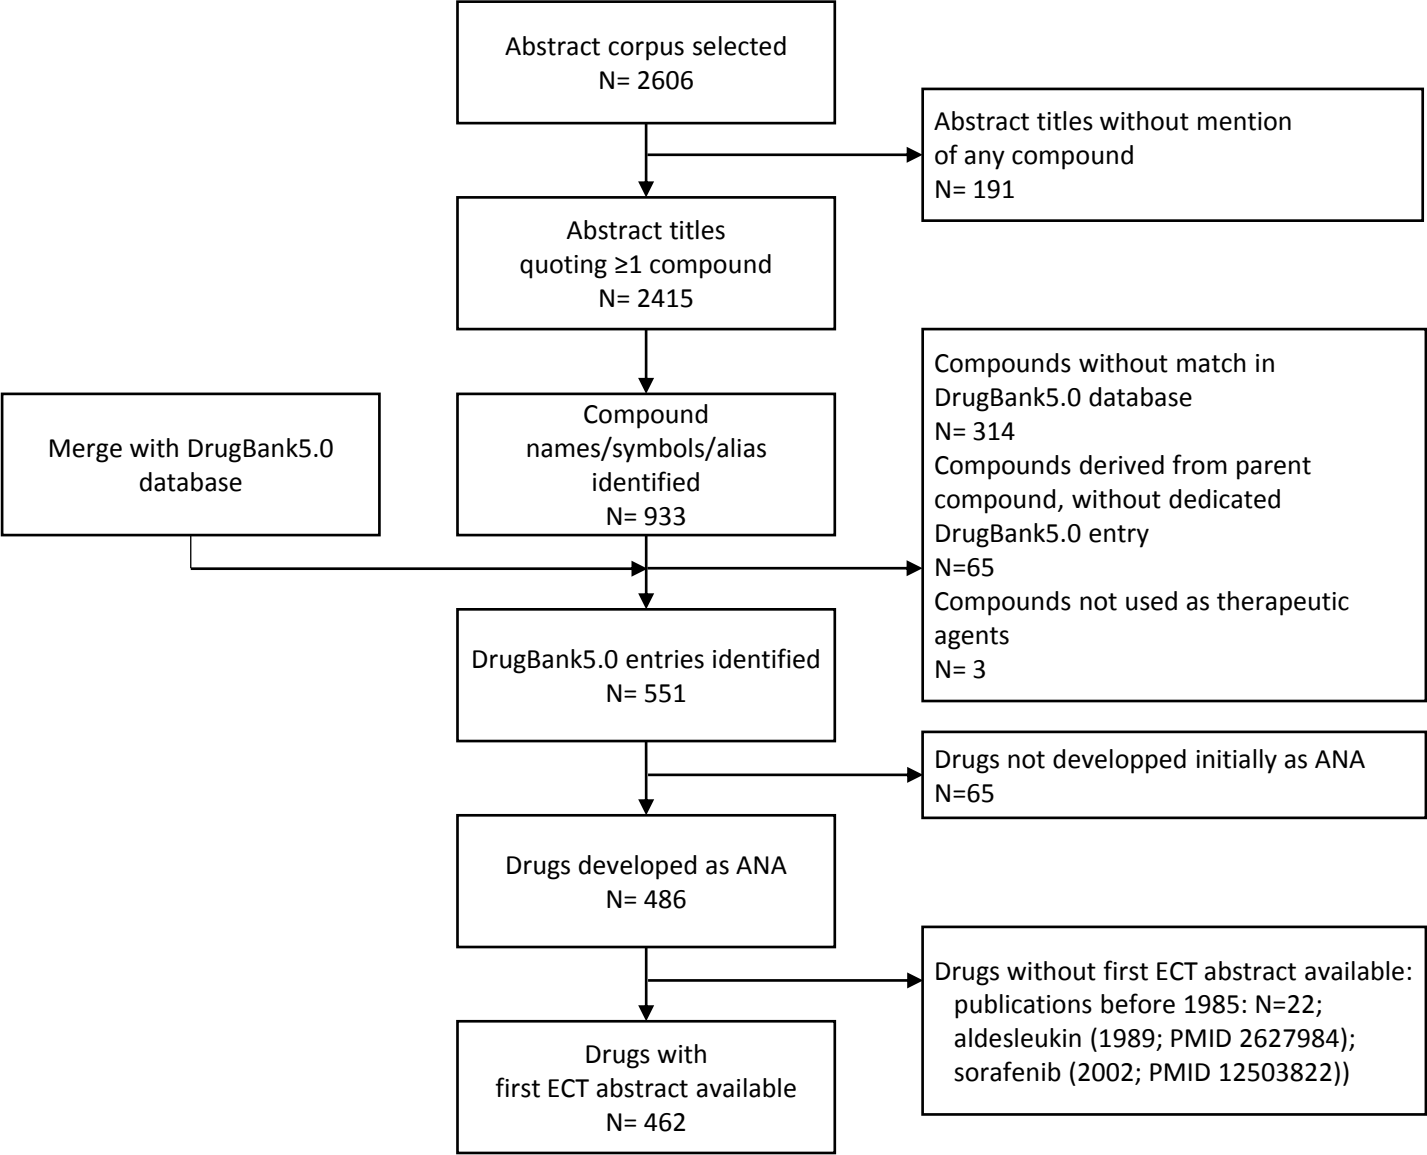 Abstract corpus selected
N= 2606
Abstract titles without mention
of any compound
N= 191
Abstract titles
quoting ≥1 compound
N= 2415
Compounds without match in
DrugBank5.0 database
N= 314
Compounds derived from parent
compound, without dedicated
DrugBank5.0 entry
N=65
Compounds not used as therapeutic
agents
N= 3
Merge with DrugBank5.0
database
Compound
names/symbols/alias
identified
N= 933
DrugBank5.0 entries identified
N= 551
Drugs not developped initially as ANA
N=65
Drugs developed as ANA
N= 486
Drugs without first ECT abstract available:
publications before 1985: N=22;
aldesleukin (1989; PMID 2627984);
sorafenib (2002; PMID 12503822))
Drugs with
first ECT abstract available
N= 462